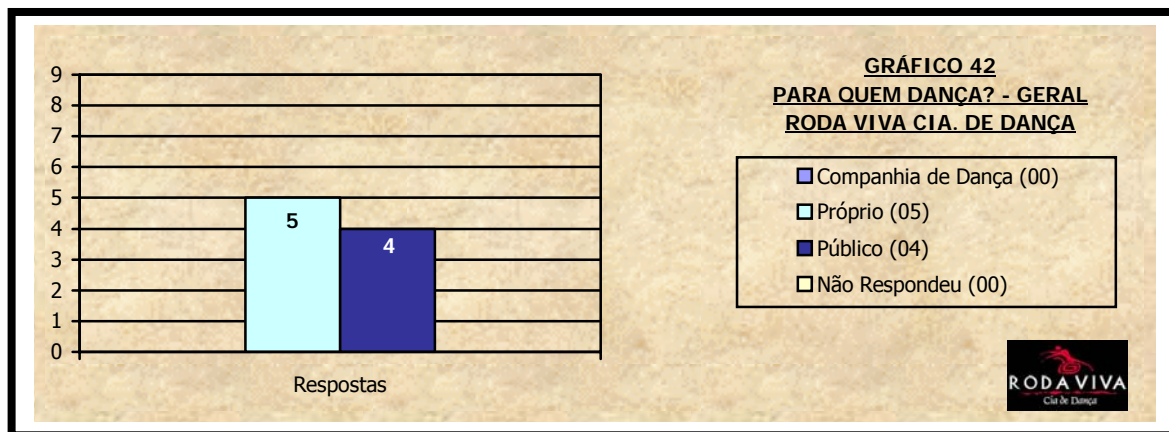 GRÁFICO 42
PARA QUEM DANÇA? - GERAL
RODA VIVA CIA. DE DANÇA
9
8
7
6
5
4
3
2
1
0
5
4
Respostas
Companhia de Dança (00)
Próprio (05)
Público (04)
Não Respondeu (00)
RODA VIVA
Cia de Dança